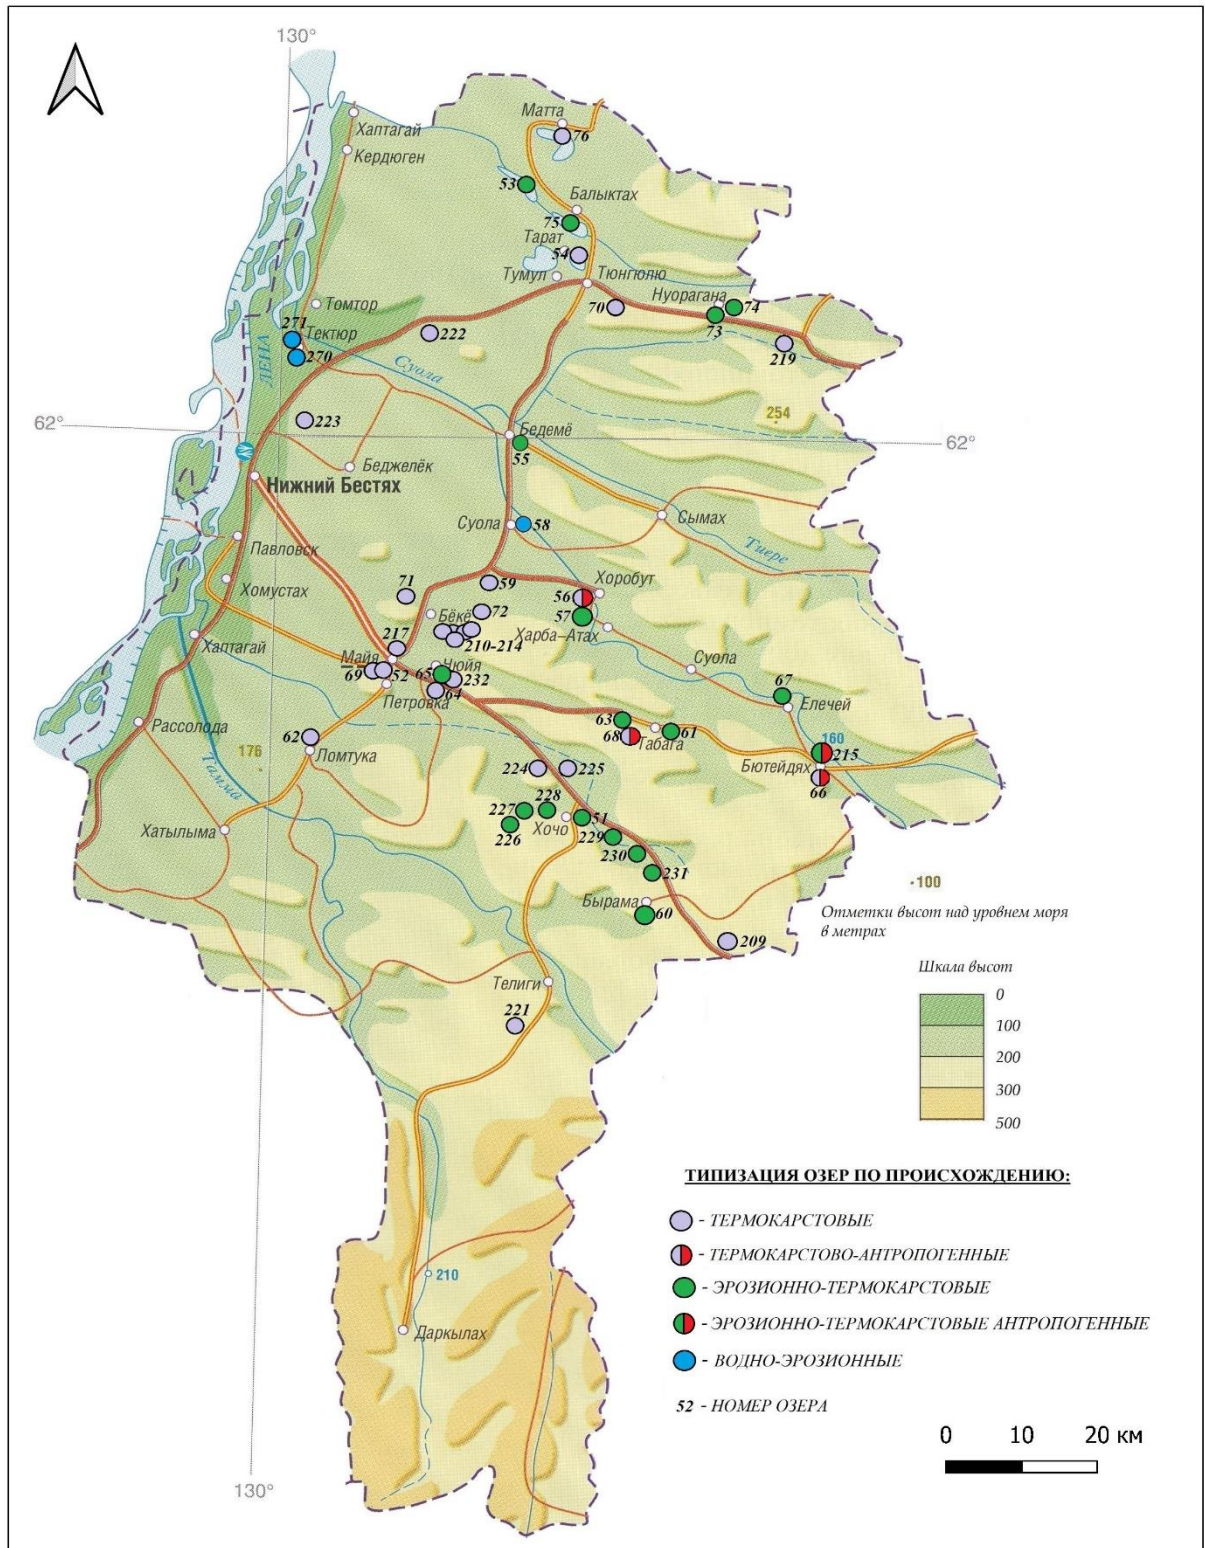 130°
Матта
Хаптагай
76
Кердюген
53
Балыктах
75
Тарат
54
Тумул
Тюнгюлю
Томтор
70
Нуорагана
74
73
271
Тектюр
222
219
270
ЛЕНА
Суола
223
254
62°
62°
Бедемё
55
Беджелёк
Нижний Бестях
Суола
58
Сымах
Тиере
Павловск
Хомустах
71
59
Хоробут
56
Бёкё
72
57
Харба-Атах
Хаптагай
217
210-214
Майя
Чюйя
Суола
69
52
65
232
67
Петровка
64
Елечей
Рассолода
62
63
61
176
Ломтука
68
Табага
160
215
Тамма
224
225
Бютейдях
66
227
228
Хатылыма
226
Хочо
51
229
230
231
100
Бырама
60
Отметки высот над уровнем моря
в метрах
209
Шкала высот
Телиги
0
221
100
200
300
500
ТИПИЗАЦИЯ ОЗЕР ПО ПРОИСХОЖДЕНИЮ:
- ТЕРМОКАРСТОВЫЕ
- ТЕРМОКАРСТОВО-АНТРОПОГЕННЫЕ
210
- ЭРОЗИОННО-ТЕРМОКАРСТОВЫЕ
- ЭРОЗИОННО-ТЕРМОКАРСТОВЫЕ АНТРОПОГЕННЫЕ
Даркылах
- ВОДНО-ЭРОЗИОННЫЕ
52 - НОМЕР ОЗЕРА
0 10 20 км
130°